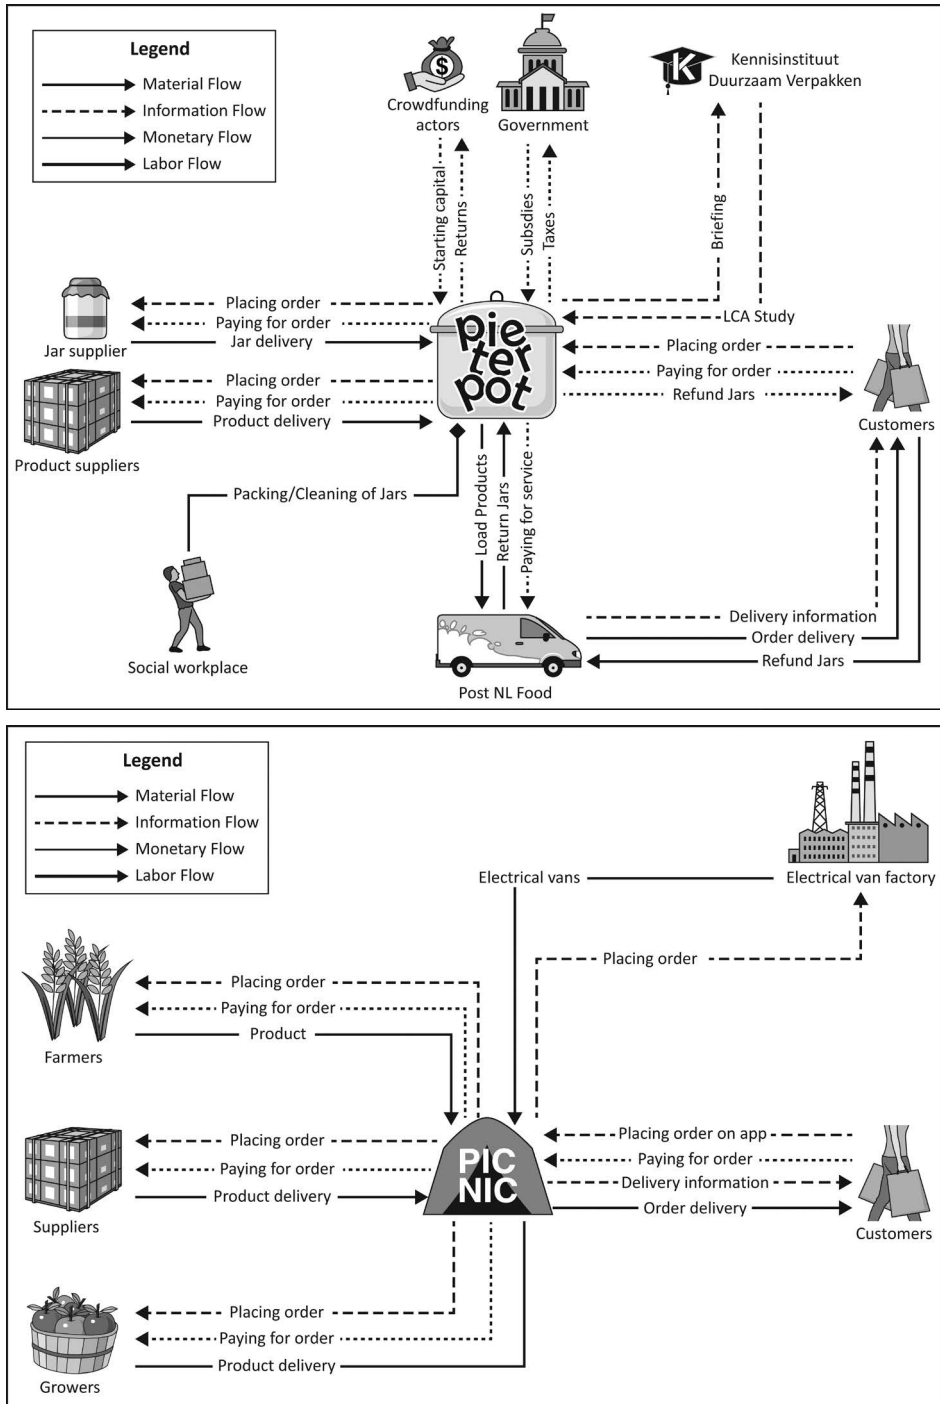 Legend
Material Flow
Information Flow
Monetary Flow
Labor Flow
$
Crowdfunding
actors
Government
K
Kennisinstituut
Duurzaam Verpakken
Starting capital
Returns
Subsdies
Taxes
Briefing
LCA Study
Placing order
Paying for order
Jar delivery
Jar supplier
Placing order
Paying for order
Product delivery
Product suppliers
pie
ter
pot
Placing order
Paying for order
Refund Jars
Customers
Packing/Cleaning of Jars
Social workplace
Load Products
Return Jars
Paying for service
Delivery information
Order delivery
Refund Jars
Post NL Food
Legend
Material Flow
Information Flow
Monetary Flow
Labor Flow
Electrical vans
Electrical van factory
Placing order
Placing order
Paying for order
Product
Farmers
Placing order
Paying for order
Product delivery
Suppliers
PIC
NIC
Placing order on app
Paying for order
Delivery information
Order delivery
Customers
Placing order
Paying for order
Product delivery
Growers